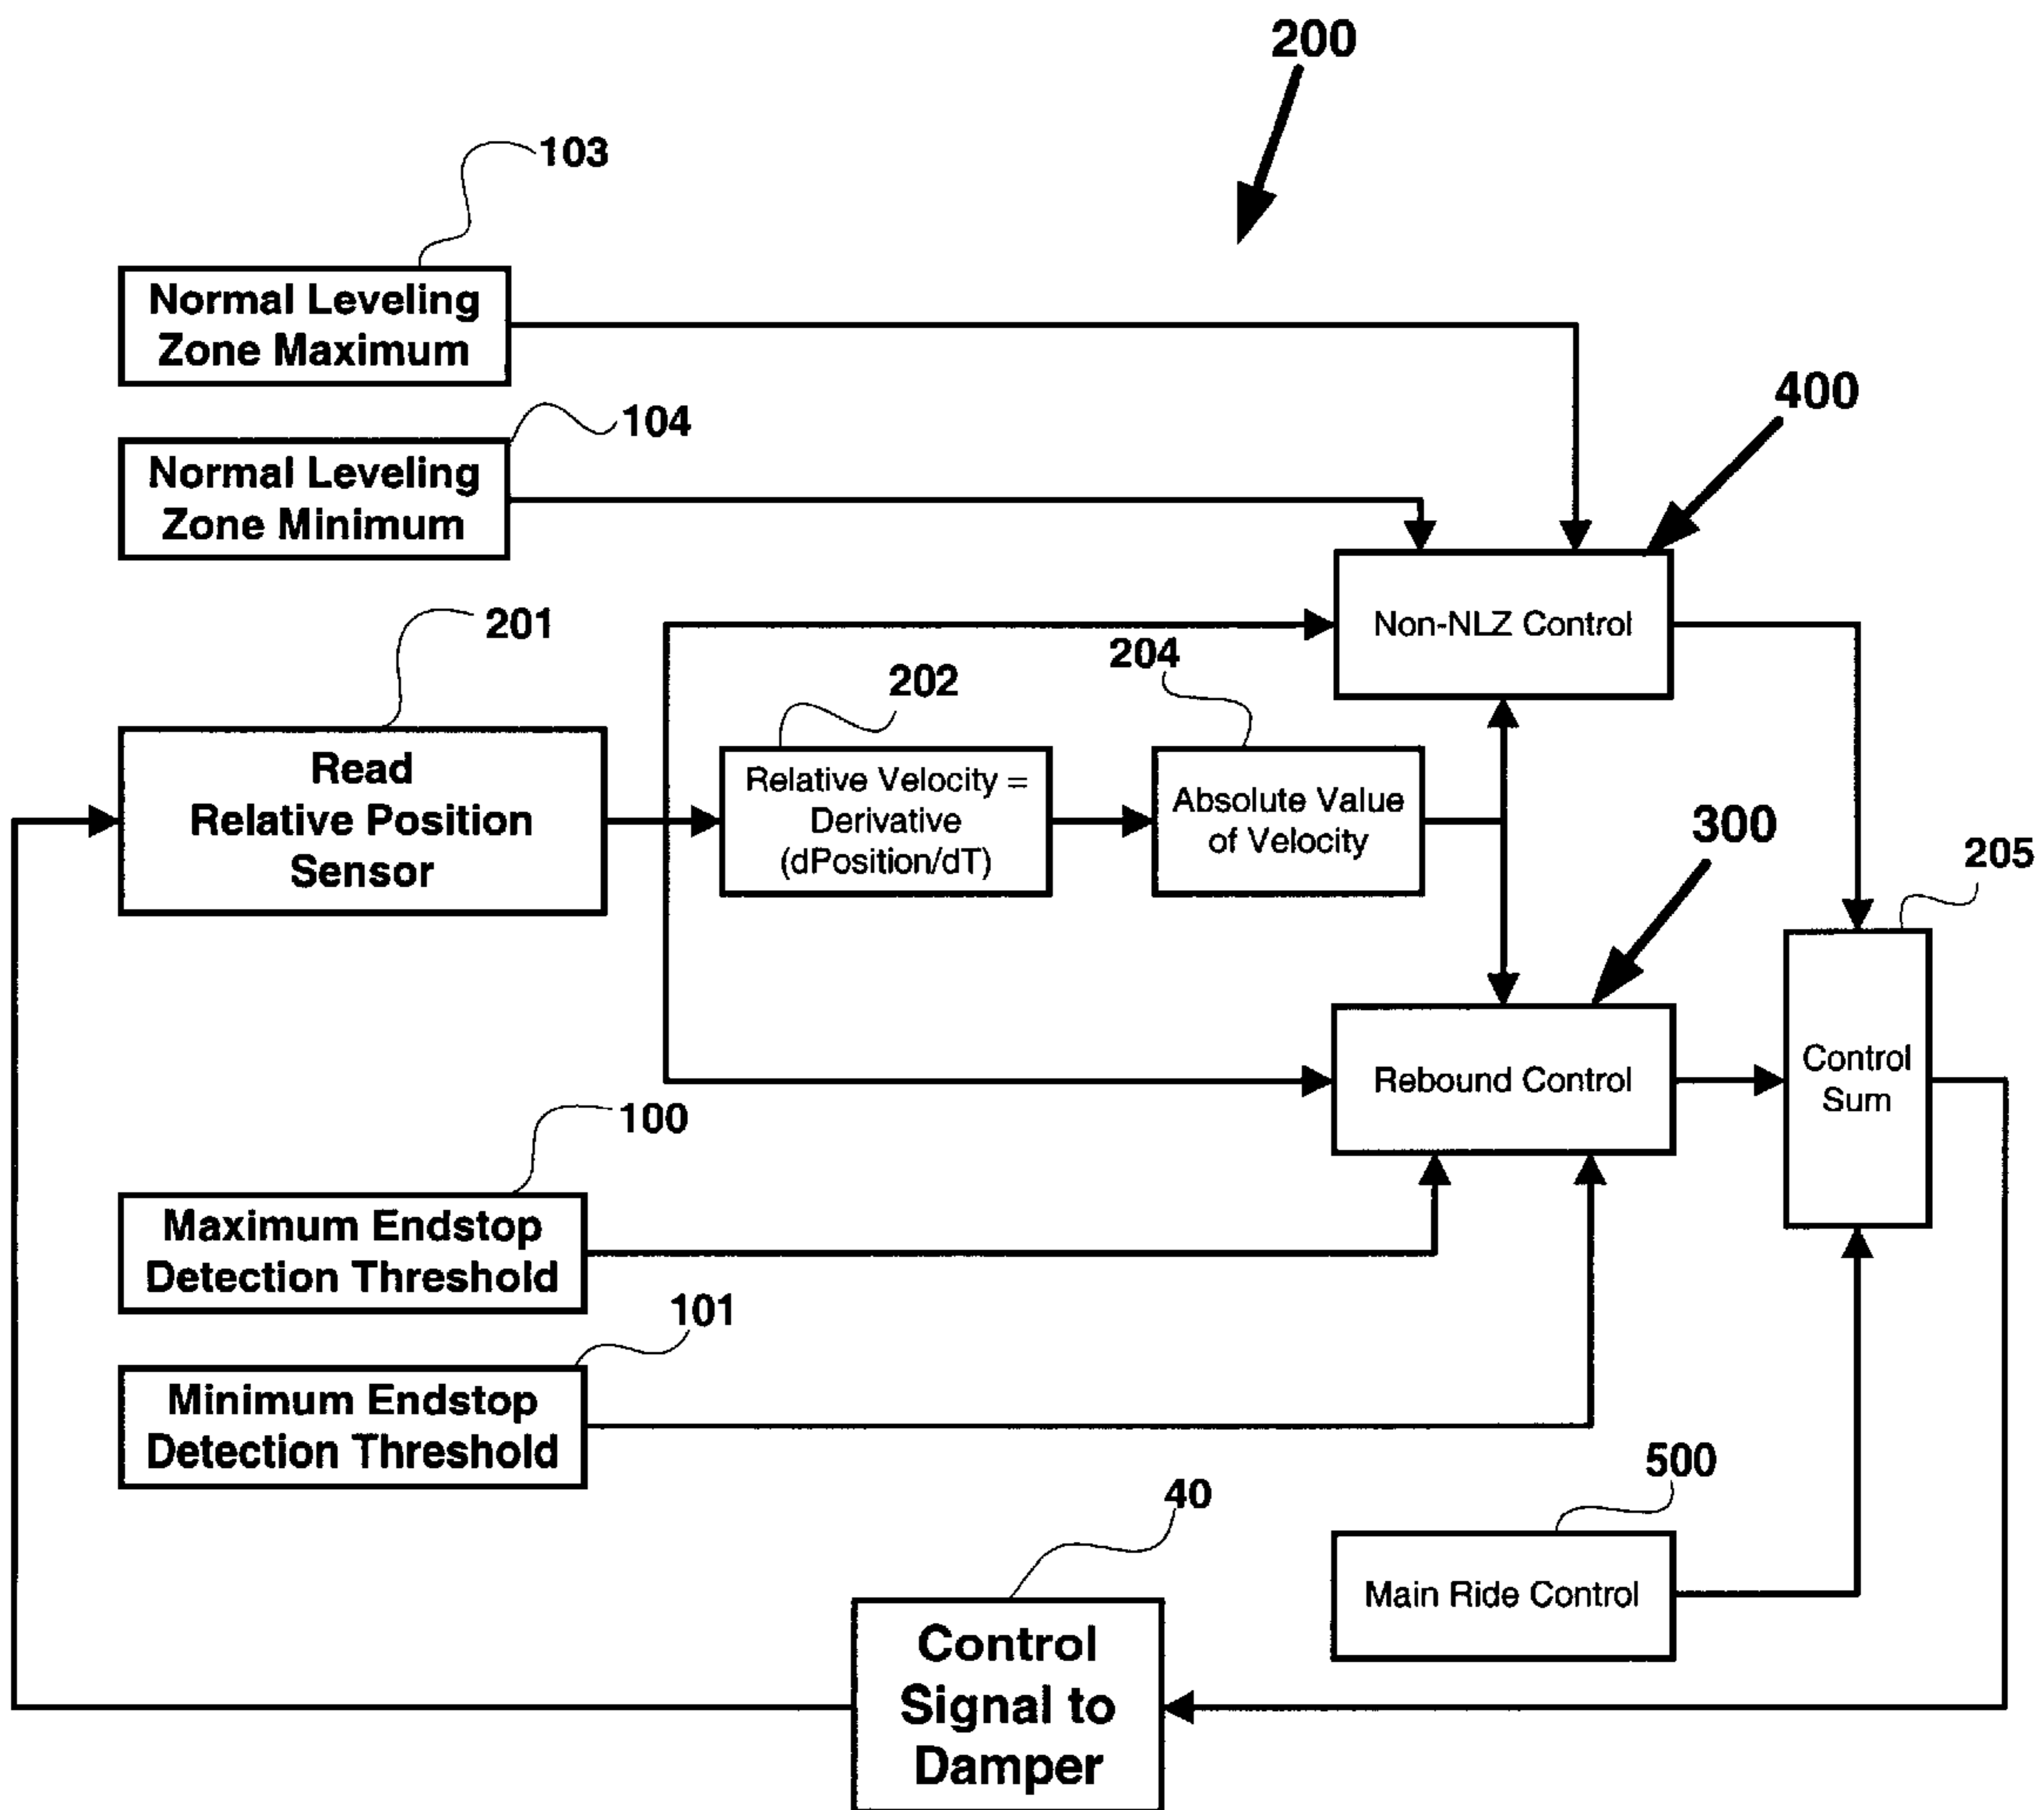 200
103
Normal Leveling
Zone Maximum
400
104
Normal Leveling
Zone Minimum
201
Non-NLZ Control
204
202
Read
Relative Position
Sensor
Relative Velocity =
Derivative
(dPosition/dT)
Absolute Value
of Velocity
300
205
Rebound Control
Control
Sum
100
Maximum Endstop
Detection Threshold
101
Minimum Endstop
Detection Threshold
500
40
Main Ride Control
Control
Signal to
Damper